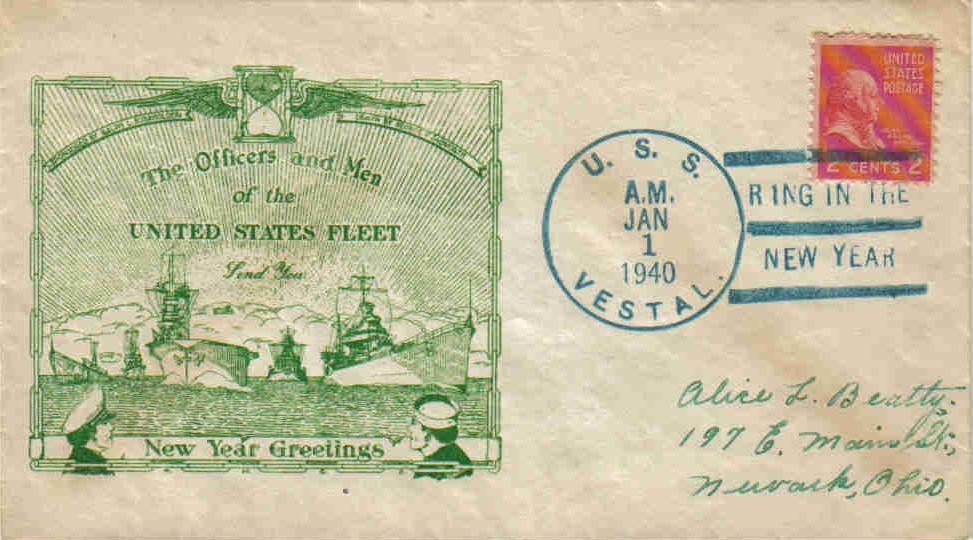 The Officers and Men
of the
UNITED STATES FLEET
Send You
New Year Greetings
U. S. S.
A.M.
JAN
1
1940
VESTAL.
RING IN THE
NEW YEAR
UNITED
STATES
POSTAGE
2 CENTS 2
Alice L. Beatty.
197 E. Main St.,
Newark, Ohio.